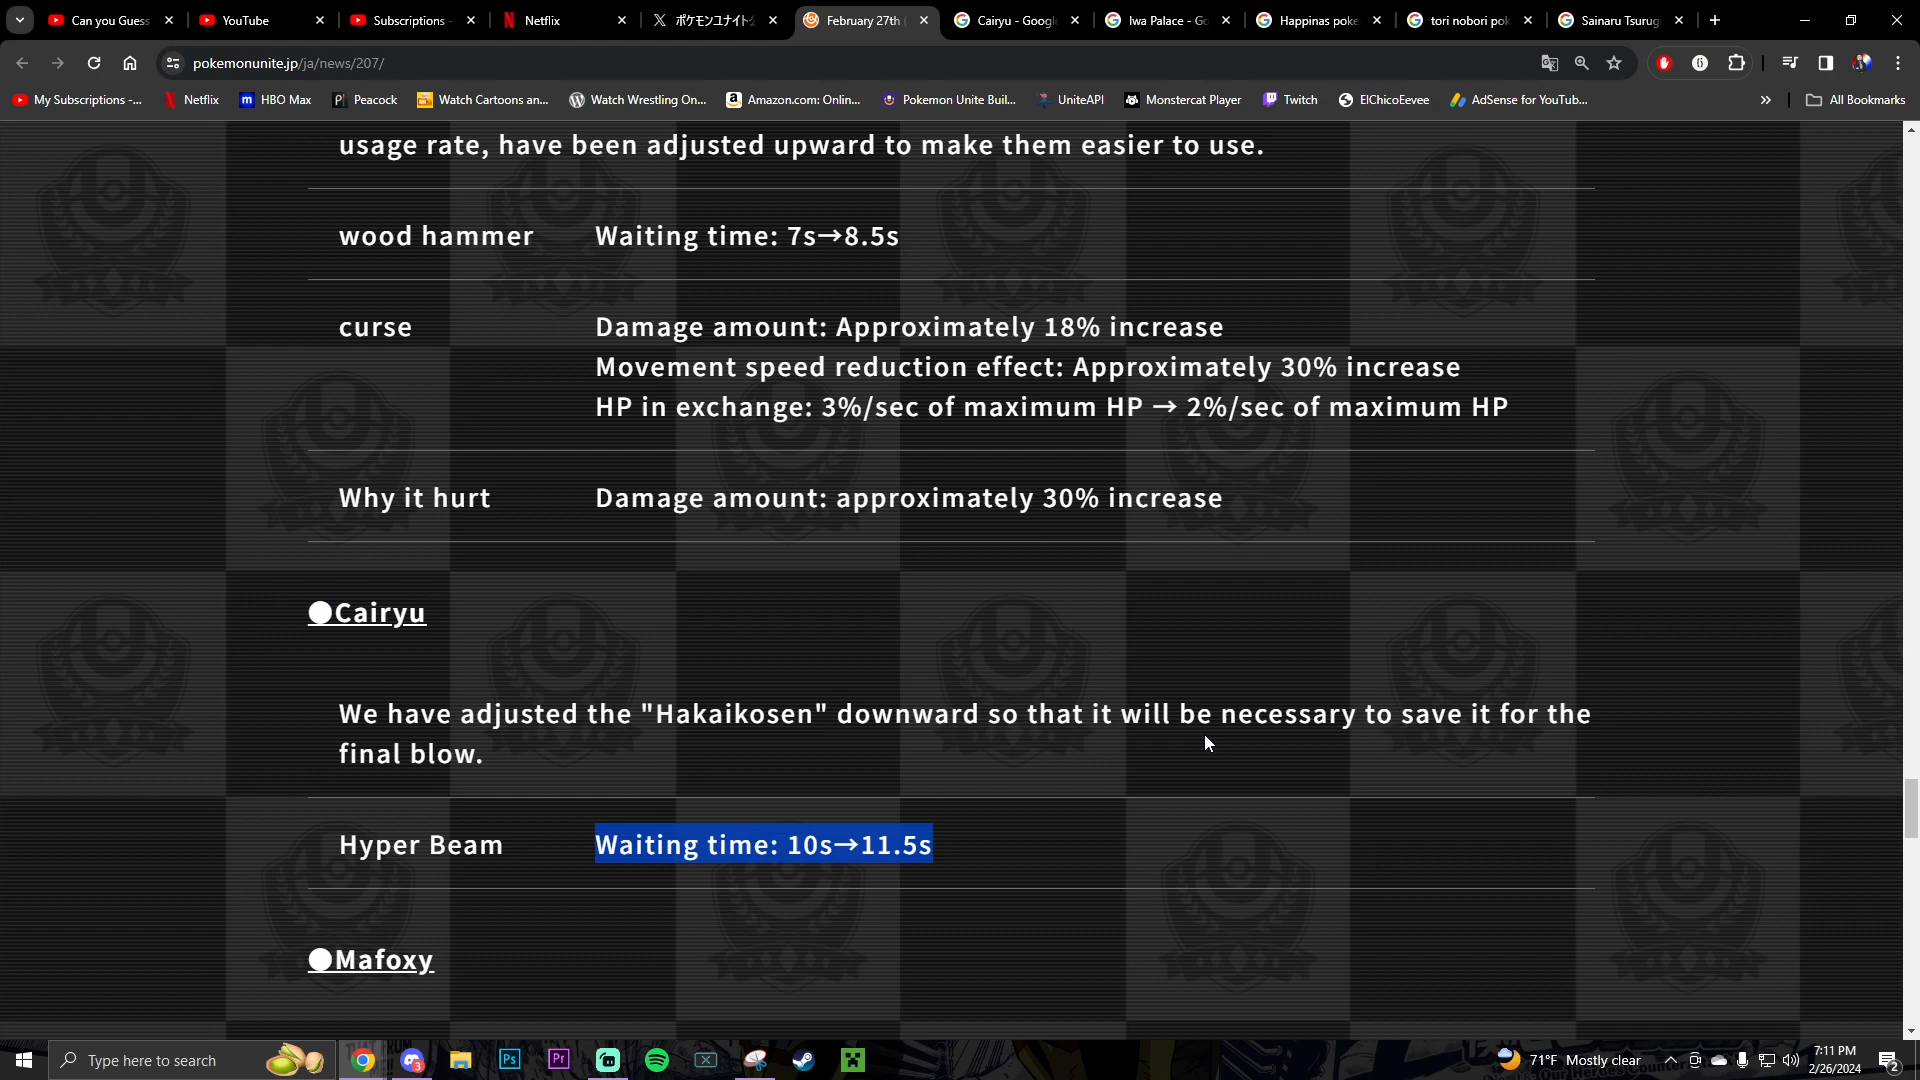 Can you Guess
YouTube
Subscriptions -
Netflix
ポケモンユナイト公
February 27th (
Cairyu - Googl
Iwa Palace - Go
Happinas poke
tori nobori pok
Sainaru Tsurugi
pokemonunite.jp/ja/news/207/
My Subscriptions -...
Netflix
HBO Max
Peacock
Watch Cartoons an...
Watch Wrestling On...
Amazon.com: Onlin...
Pokemon Unite Buil...
UniteAPI
Monstercat Player
Twitch
ElChicoEevee
AdSense for YouTub...
All Bookmarks
usage rate, have been adjusted upward to make them easier to use.
wood hammer Waiting time: 7s→8.5s
curse Damage amount: Approximately 18% increase
Movement speed reduction effect: Approximately 30% increase
HP in exchange: 3%/sec of maximum HP → 2%/sec of maximum HP
Why it hurt Damage amount: approximately 30% increase
●Cairyu
We have adjusted the "Hakaikosen" downward so that it will be necessary to save it for the
final blow.
Hyper Beam Waiting time: 10s→11.5s
●Mafoxy
Type here to search
71°F Mostly clear
7:11 PM
2/26/2024